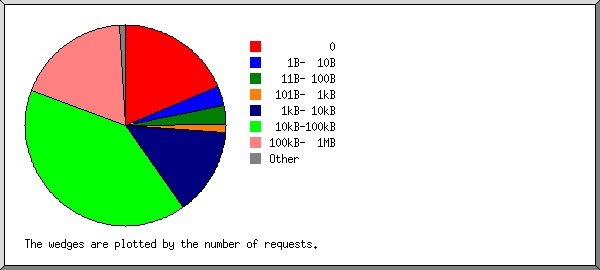 0
1B- 10B
11B- 100B
101B- 1kB
1kB- 10kB
10kB-100kB
100kB- 1MB
Other
The wedges are plotted by the number of requests.